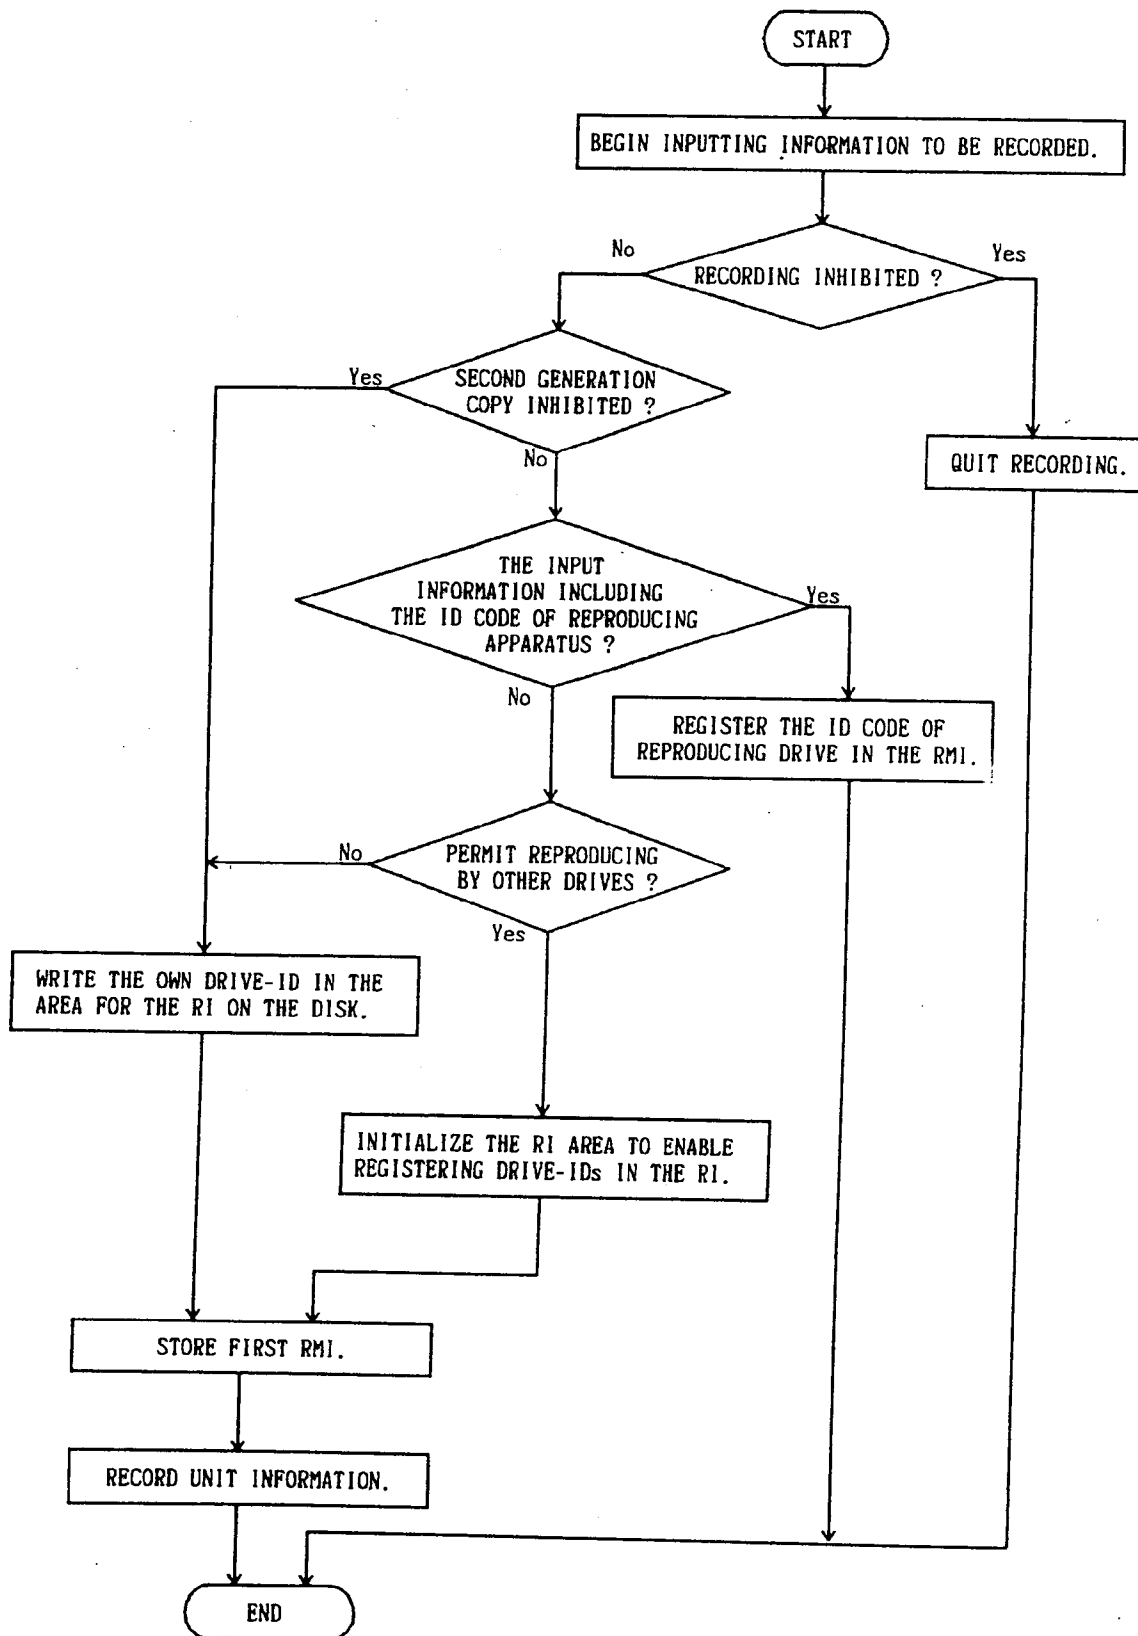 START
BEGIN INPUTTING INFORMATION TO BE RECORDED.
No
Yes
RECORDING INHIBITED ?
Yes
SECOND GENERATION
COPY INHIBITED ?
No
QUIT RECORDING.
THE INPUT
INFORMATION INCLUDING
THE ID CODE OF REPRODUCING
APPARATUS ?
Yes
No
REGISTER THE ID CODE OF
REPRODUCING DRIVE IN THE RMI.
No
PERMIT REPRODUCING
BY OTHER DRIVES ?
Yes
WRITE THE OWN DRIVE-ID IN THE
AREA FOR THE RI ON THE DISK.
INITIALIZE THE RI AREA TO ENABLE
REGISTERING DRIVE-IDs IN THE RI.
STORE FIRST RMI.
RECORD UNIT INFORMATION.
END